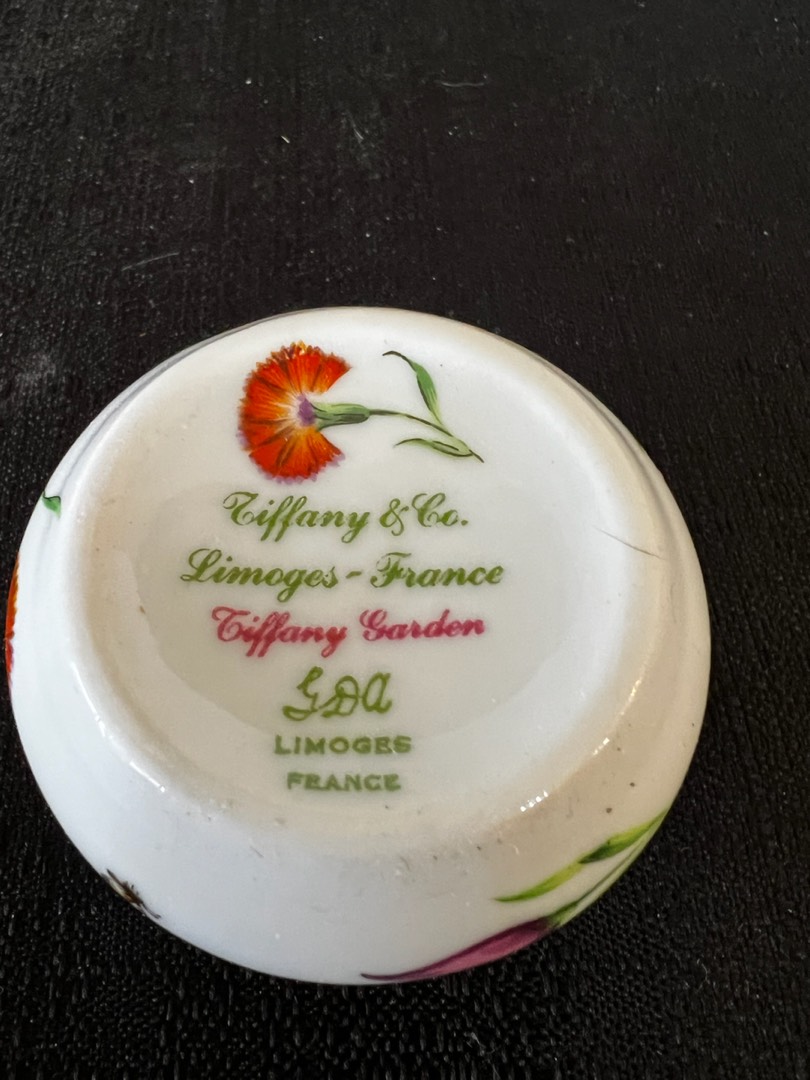 Tiffany & Co.
Limoges - France
Tiffany Garden
GDA
LIMOGES
FRANCE